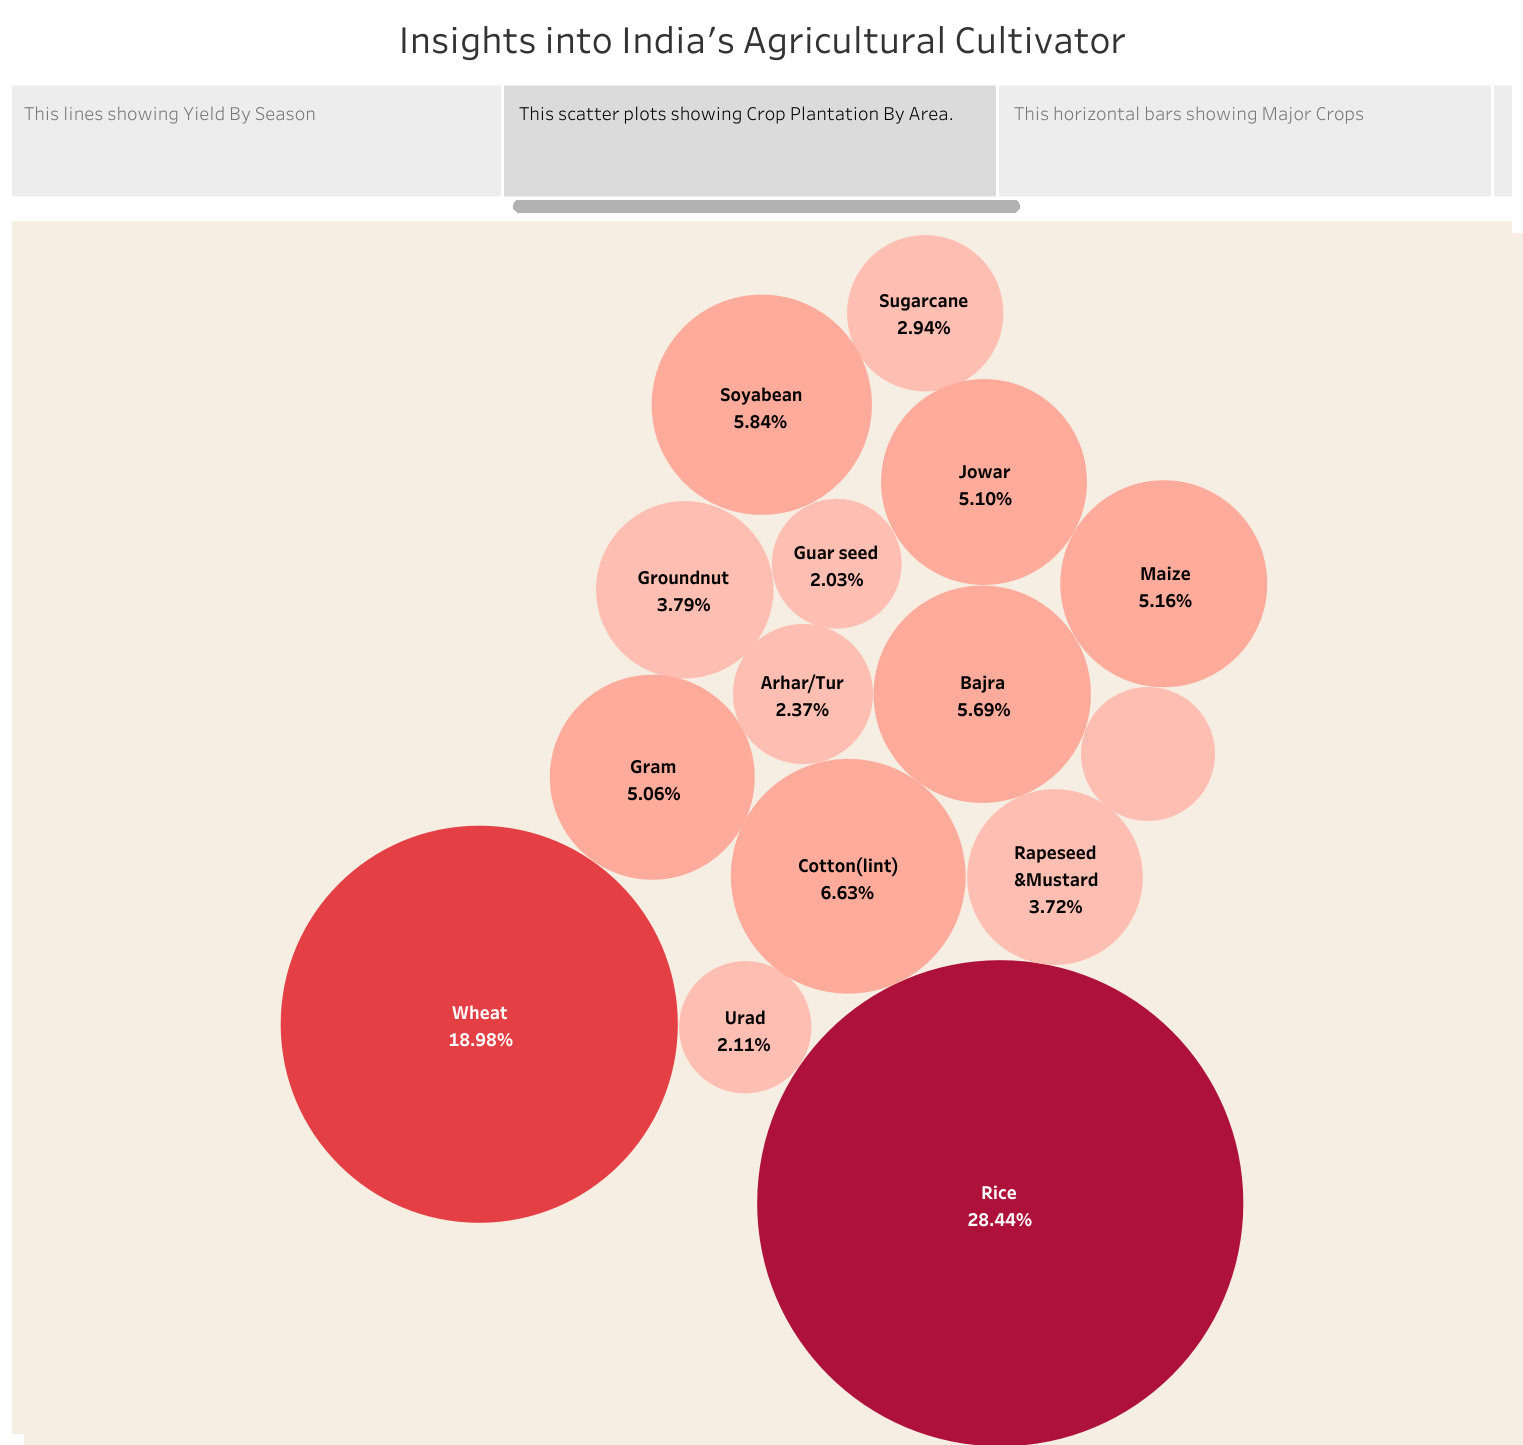 Insights into India's Agricultural Cultivator
This lines showing Yield By Season
This scatter plots showing Crop Plantation By Area.
This horizontal bars showing Major Crops
Sugarcane
2.94%
Soyabean
5.84%
Jowar
5.10%
Guar seed
2.03%
Groundnut
3.79%
Maize
5.16%
Arhar/Tur
2.37%
Bajra
5.69%
Gram
5.06%
Cotton(lint)
6.63%
Rapeseed
&Mustard
3.72%
Wheat
18.98%
Urad
2.11%
Rice
28.44%